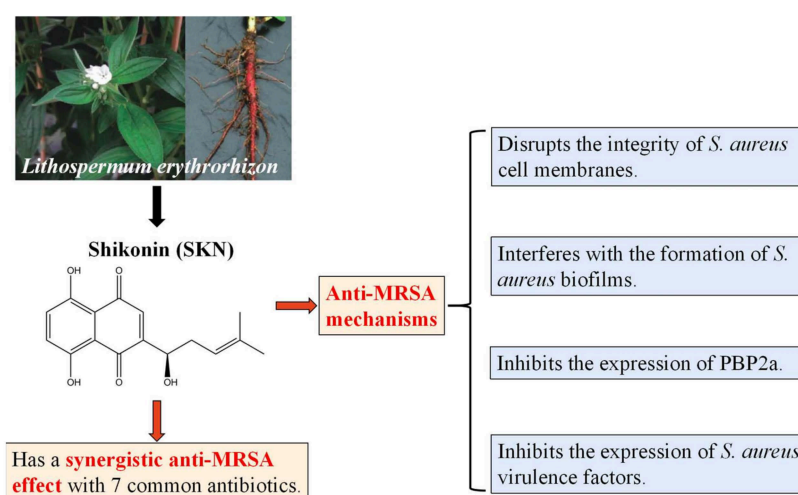 Lithospermum erythrorhizon
Shikonin (SKN)
OH
O
OH
O
OH
Has a synergistic anti-MRSA
effect with 7 common antibiotics.
Anti-MRSA
mechanisms
Disrupts the integrity of S. aureus
cell membranes.
Interferes with the formation of S.
aureus biofilms.
Inhibits the expression of PBP2a.
Inhibits the expression of S. aureus
virulence factors.